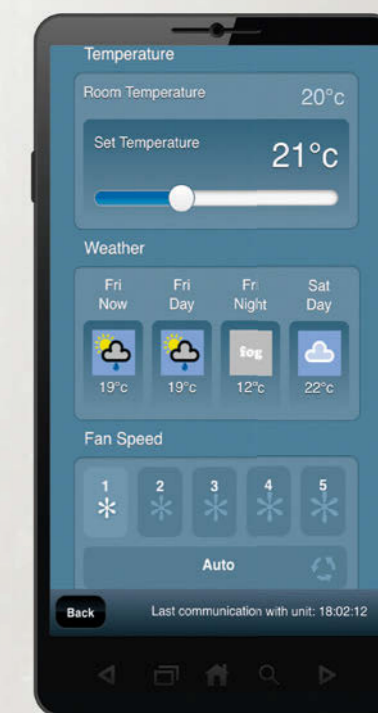 Temperature
Room Temperature 20°c
Set Temperature 21°c
Weather
Fri Fri Fri Sat
Now Day Night Day
fog
19°c 19°c 12°c 22°c
Fan Speed
1 2 3 4 5
Auto
Back Last communication with unit: 18:02:12